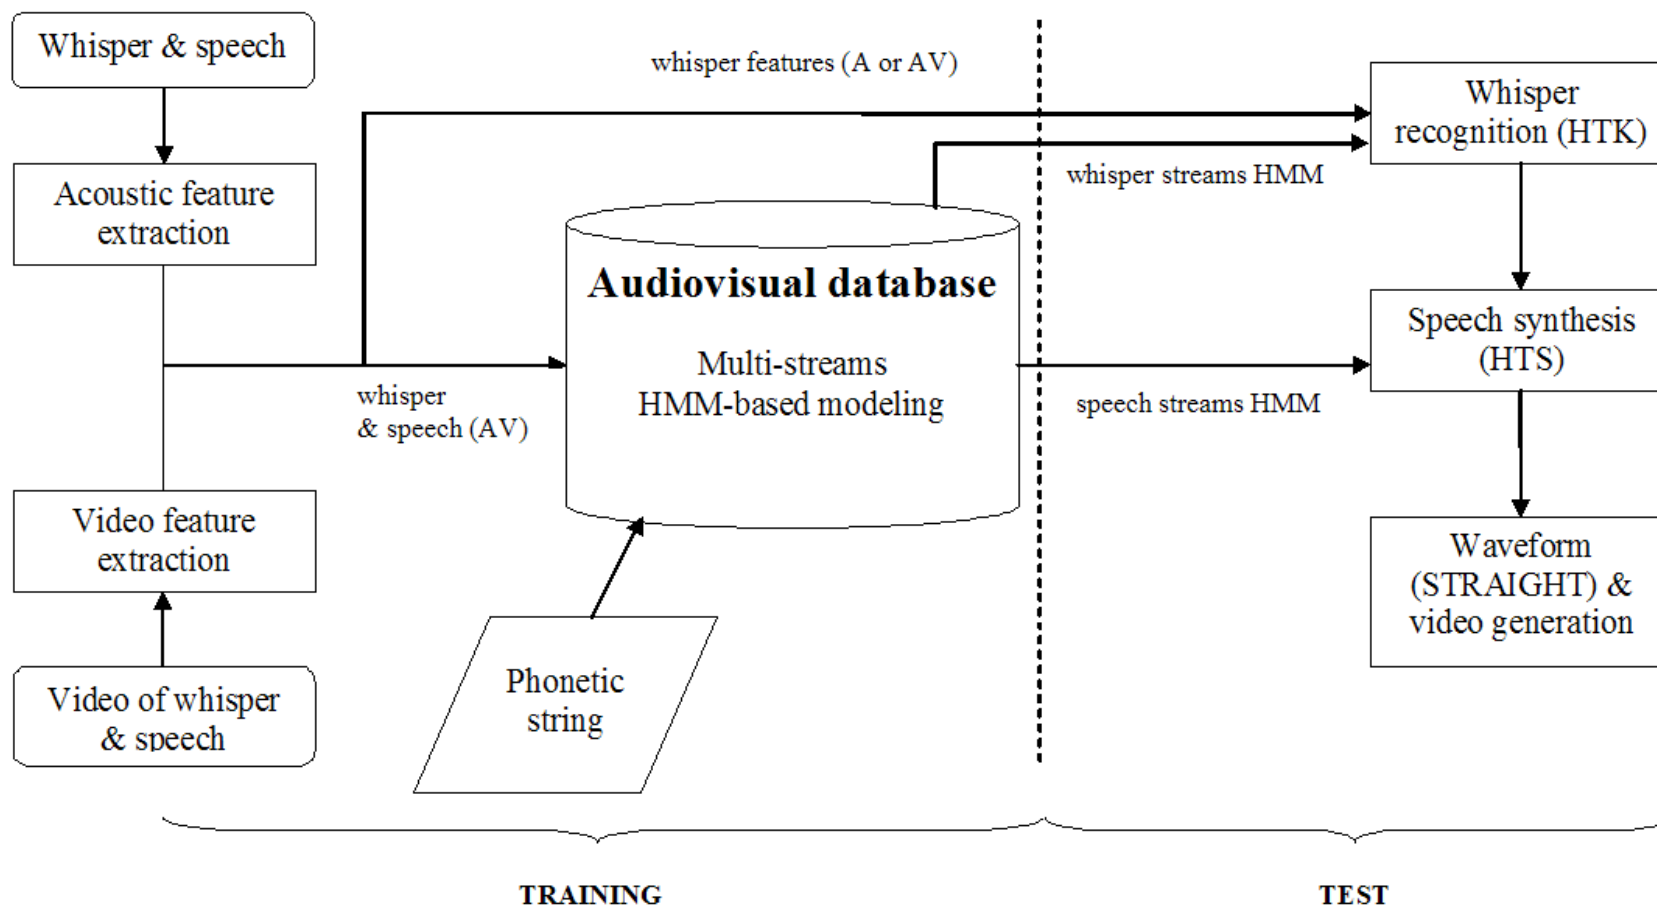 Whisper & speech
whisper features (A or AV)
Whisper
recognition (HTK)
Acoustic feature
extraction
whisper streams HMM
Audiovisual database
Multi-streams
HMM-based modeling
whisper
& speech (AV)
Speech synthesis
(HTS)
speech streams HMM
Video feature
extraction
Waveform
(STRAIGHT) &
video generation
Phonetic
string
Video of whisper
& speech
TRAINING
TEST